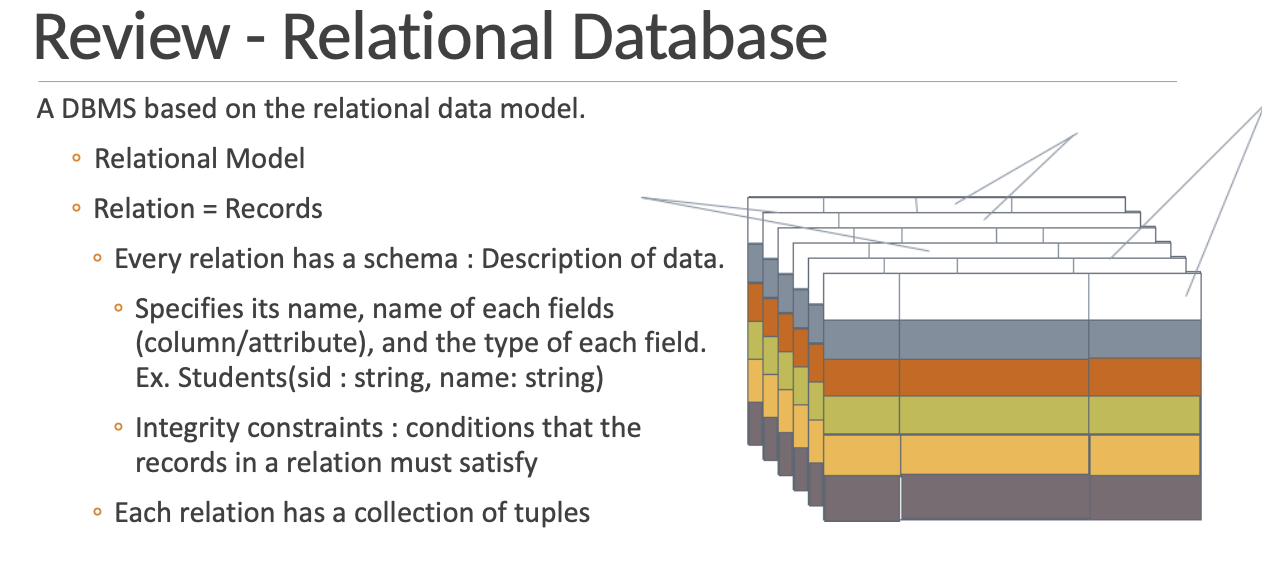 Review - Relational Database
A DBMS based on the relational data model.
Relational Model
Relation = Records
Every relation has a schema : Description of data.
Specifies its name, name of each fields
(column/attribute), and the type of each field.
Ex. Students(sid : string, name: string)
Integrity constraints : conditions that the
records in a relation must satisfy
Each relation has a collection of tuples